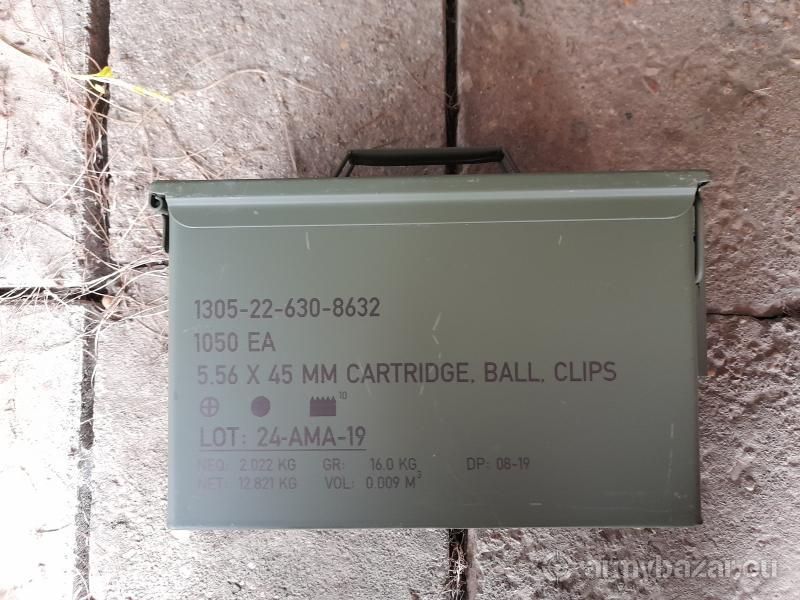 1305-22-630-8632
1050 EA
5.56 X 45 MM CARTRIDGE, BALL, CLIPS
10
LOT: 24-AMA-19
NEQ: 2.022 KG GR: 16.0 KG DP: 08-19
NET: 12.821 KG VOL: 0.009 M³
armybazar.eu